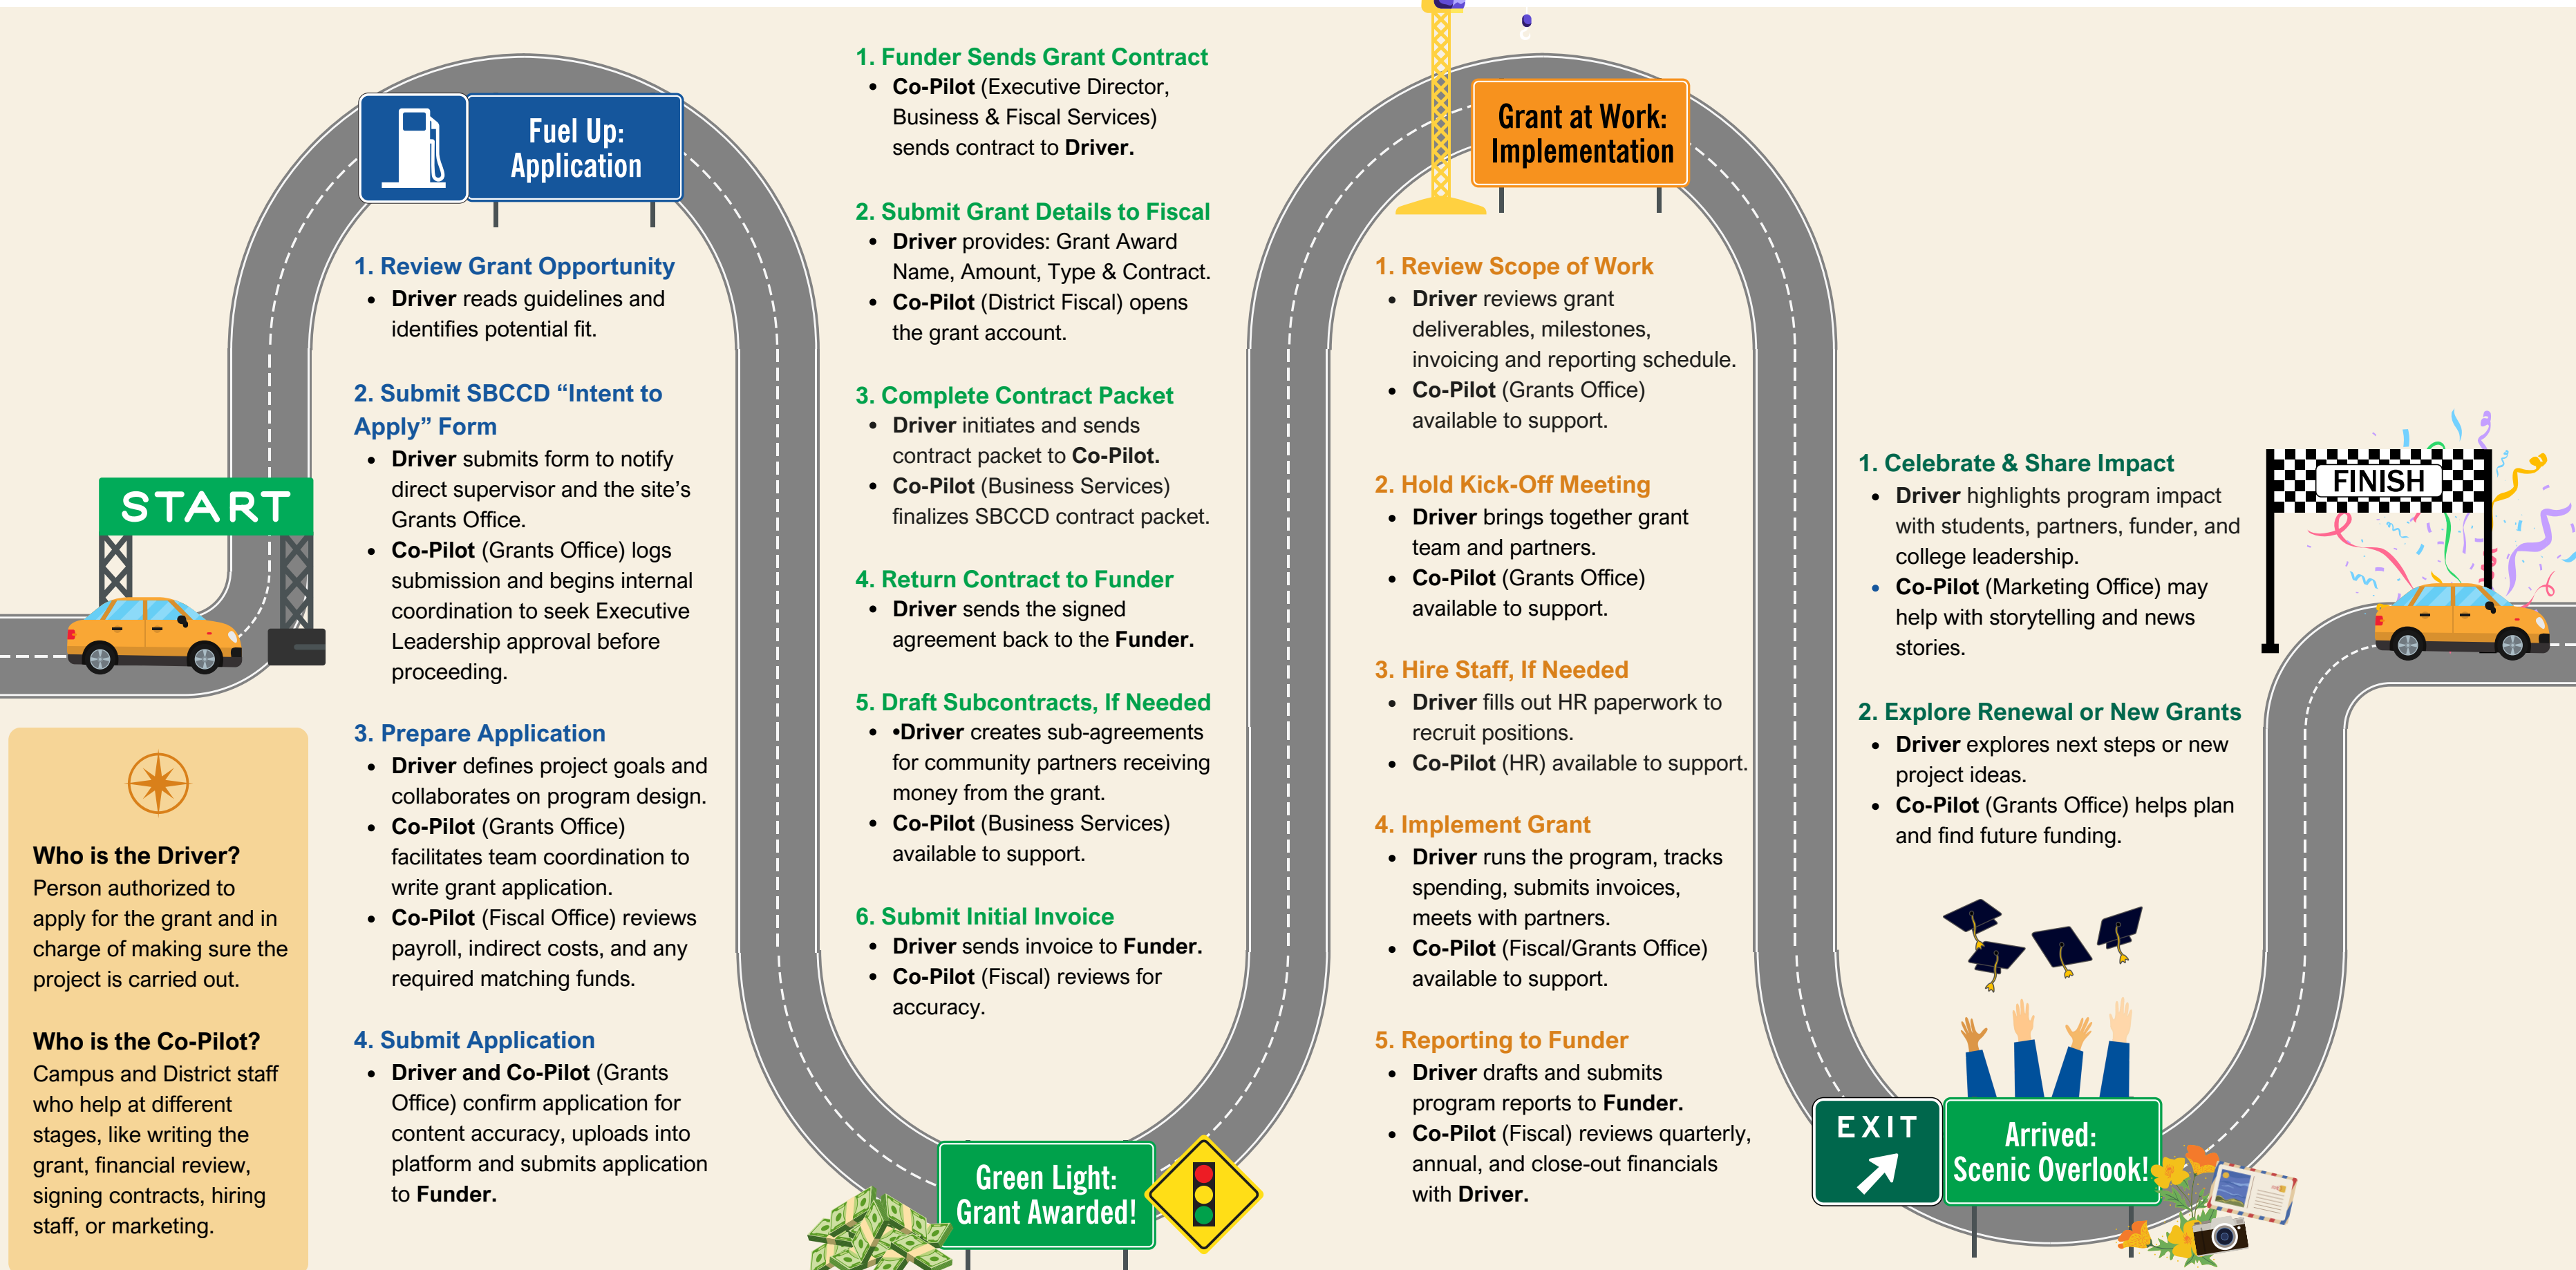 START
Who is the Driver?
Person authorized to
apply for the grant and in
charge of making sure the
project is carried out.
Who is the Co-Pilot?
Campus and District staff
who help at different
stages, like writing the
grant, financial review,
signing contracts, hiring
staff, or marketing.
Fuel Up:
Application
1. Review Grant Opportunity
• Driver reads guidelines and
identifies potential fit.
2. Submit SBCCD “Intent to
Apply” Form
• Driver submits form to notify
direct supervisor and the site’s
Grants Office.
• Co-Pilot (Grants Office) logs
submission and begins internal
coordination to seek Executive
Leadership approval before
proceeding.
3. Prepare Application
• Driver defines project goals and
collaborates on program design.
• Co-Pilot (Grants Office)
facilitates team coordination to
write grant application.
• Co-Pilot (Fiscal Office) reviews
payroll, indirect costs, and any
required matching funds.
4. Submit Application
• Driver and Co-Pilot (Grants
Office) confirm application for
content accuracy, uploads into
platform and submits application
to Funder.
1. Funder Sends Grant Contract
• Co-Pilot (Executive Director,
Business & Fiscal Services)
sends contract to Driver.
2. Submit Grant Details to Fiscal
• Driver provides: Grant Award
Name, Amount, Type & Contract.
• Co-Pilot (District Fiscal) opens
the grant account.
3. Complete Contract Packet
• Driver initiates and sends
contract packet to Co-Pilot.
• Co-Pilot (Business Services)
finalizes SBCCD contract packet.
4. Return Contract to Funder
• Driver sends the signed
agreement back to the Funder.
5. Draft Subcontracts, If Needed
• •Driver creates sub-agreements
for community partners receiving
money from the grant.
• Co-Pilot (Business Services)
available to support.
6. Submit Initial Invoice
• Driver sends invoice to Funder.
• Co-Pilot (Fiscal) reviews for
accuracy.
Green Light:
Grant Awarded!
Grant at Work:
Implementation
1. Review Scope of Work
• Driver reviews grant
deliverables, milestones,
invoicing and reporting schedule.
• Co-Pilot (Grants Office)
available to support.
2. Hold Kick-Off Meeting
• Driver brings together grant
team and partners.
• Co-Pilot (Grants Office)
available to support.
3. Hire Staff, If Needed
• Driver fills out HR paperwork to
recruit positions.
• Co-Pilot (HR) available to support.
4. Implement Grant
• Driver runs the program, tracks
spending, submits invoices,
meets with partners.
• Co-Pilot (Fiscal/Grants Office)
available to support.
5. Reporting to Funder
• Driver drafts and submits
program reports to Funder.
• Co-Pilot (Fiscal) reviews quarterly,
annual, and close-out financials
with Driver.
1. Celebrate & Share Impact
• Driver highlights program impact
with students, partners, funder, and
college leadership.
• Co-Pilot (Marketing Office) may
help with storytelling and news
stories.
2. Explore Renewal or New Grants
• Driver explores next steps or new
project ideas.
• Co-Pilot (Grants Office) helps plan
and find future funding.
EXIT
Arrived:
Scenic Overlook!
FINISH